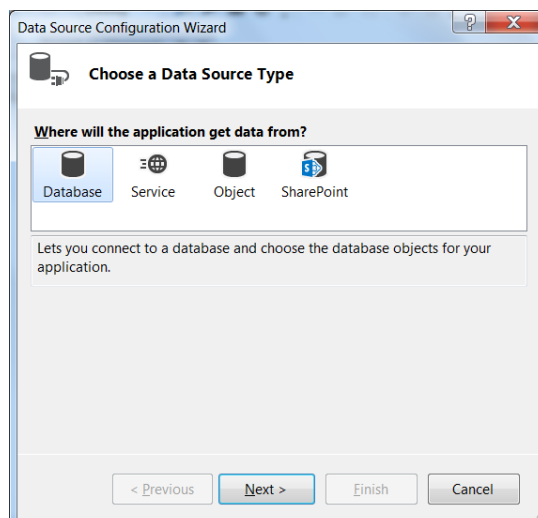 Data Source Configuration Wizard
?
X
Choose a Data Source Type
Where will the application get data from?
Database Service Object SharePoint
Lets you connect to a database and choose the database objects for your
application.
< Previous Next > Finish Cancel